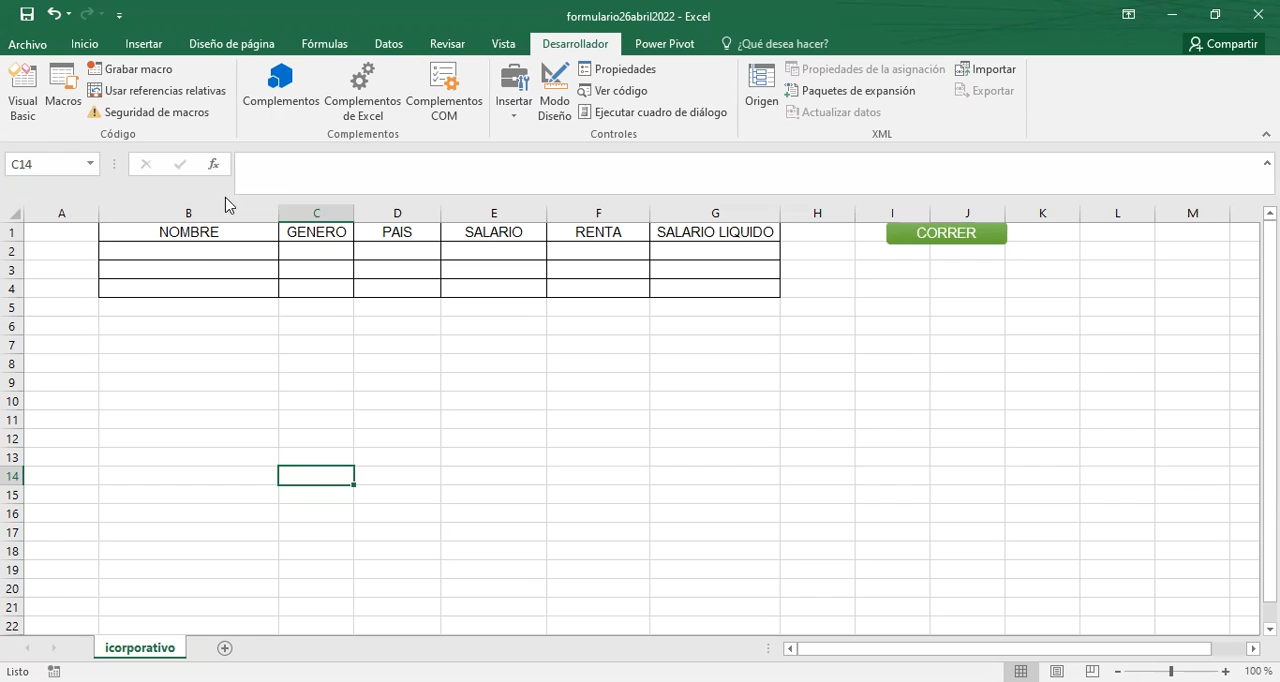 formulario26abril2022 - Excel
Archivo Inicio Insertar Diseño de página Fórmulas Datos Revisar Vista Desarrollador Power Pivot ¿Qué desea hacer? Compartir
Visual Basic
Macros
Grabar macro
Usar referencias relativas
Seguridad de macros
Código
Complementos
Complementos de Excel
Complementos COM
Complementos
Insertar
Modo Diseño
Propiedades
Ver código
Ejecutar cuadro de diálogo
Controles
Origen
Propiedades de la asignación
Paquetes de expansión
Actualizar datos
Importar
Exportar
XML
C14 fx
A B C D E F G H I J K L M
1 NOMBRE GENERO PAIS SALARIO RENTA SALARIO LIQUIDO CORRER
2
3
4
5
6
7
8
9
10
11
12
13
14
15
16
17
18
19
20
21
22
icorporativo
Listo 100 %